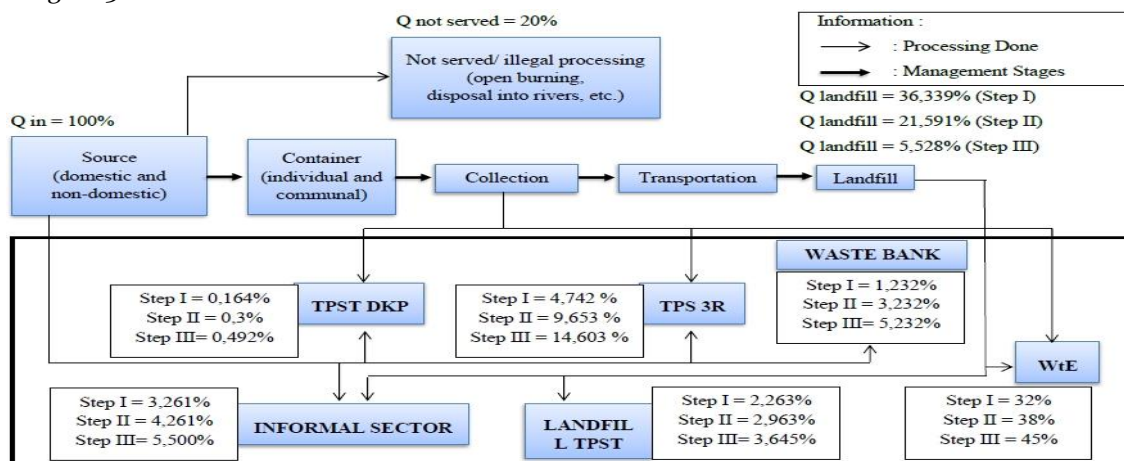 Q not served = 20%
Not served/ illegal processing
(open burning,
disposal into rivers, etc.)
Information :
: Processing Done
: Management Stages
Q landfill = 36,339% (Step I)
Q landfill = 21,591% (Step II)
Q landfill = 5,528% (Step III)
Q in = 100%
Source
(domestic and
non-domestic)
Container
(individual and
communal)
Collection
Transportation
Landfill
WASTE BANK
Step I = 1,232%
Step II = 3,232%
Step III= 5,232%
Step I = 0,164%
Step II = 0,3%
Step III= 0,492%
TPST DKP
Step I = 4,742 %
Step II = 9,653 %
Step III = 14,603 %
TPS 3R
WtE
Step I = 3,261%
Step II = 4,261%
Step III= 5,500%
INFORMAL SECTOR
LANDFIL
L TPST
Step I = 2,263%
Step II = 2,963%
Step III= 3,645%
Step I = 32%
Step II = 38%
Step III = 45%